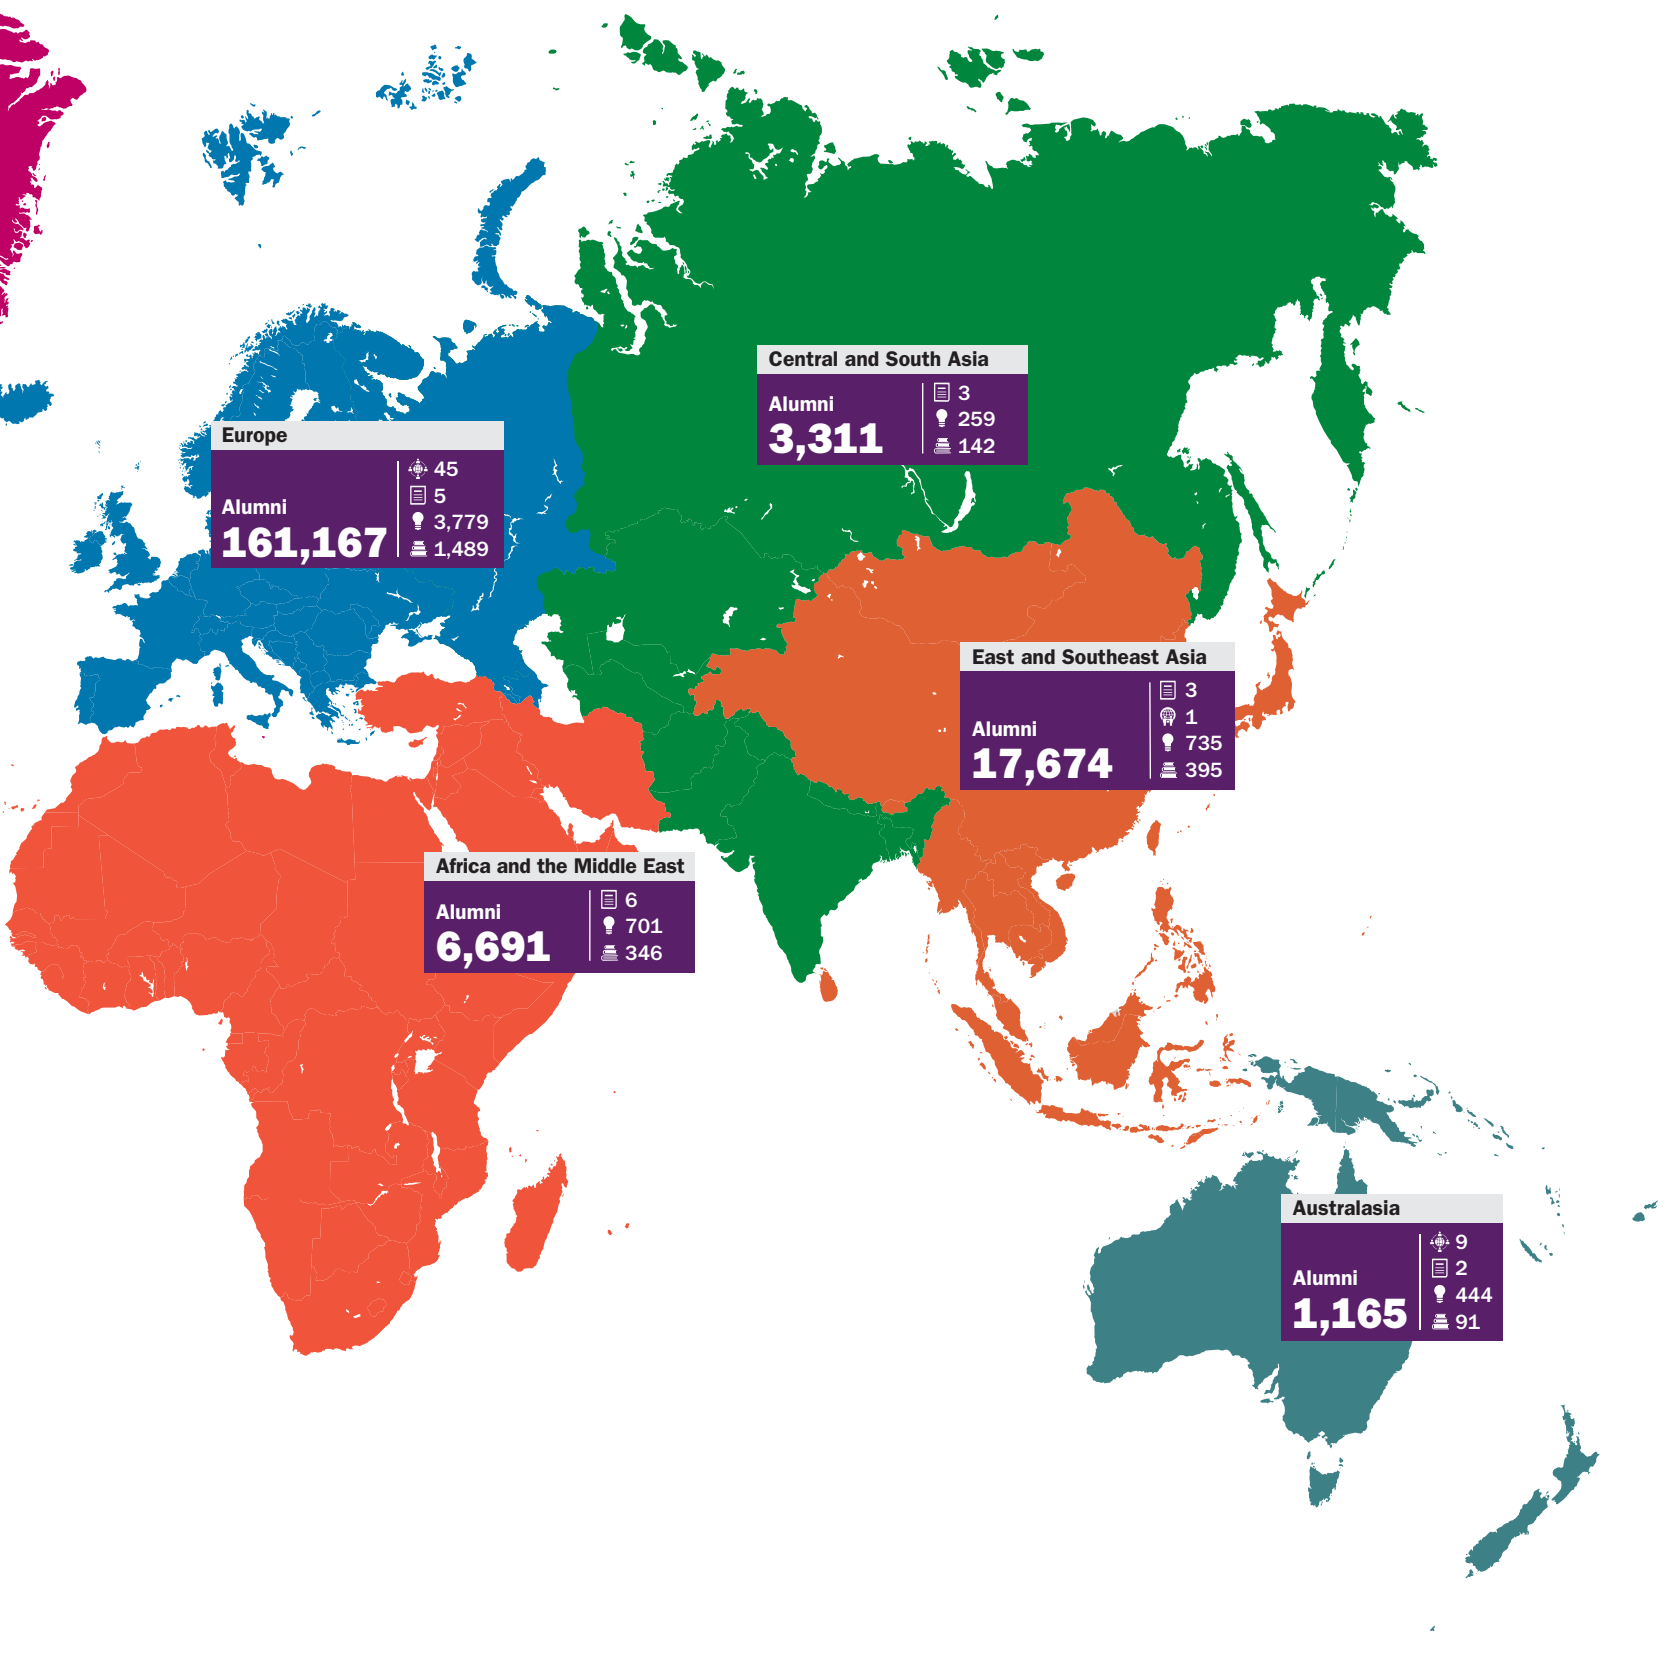 Central and South Asia
Alumni
3,311
3
259
142
Europe
Alumni
161,167
45
5
3,779
1,489
East and Southeast Asia
Alumni
17,674
3
1
735
395
Africa and the Middle East
Alumni
6,691
6
701
346
Australasia
Alumni
1,165
9
2
444
91